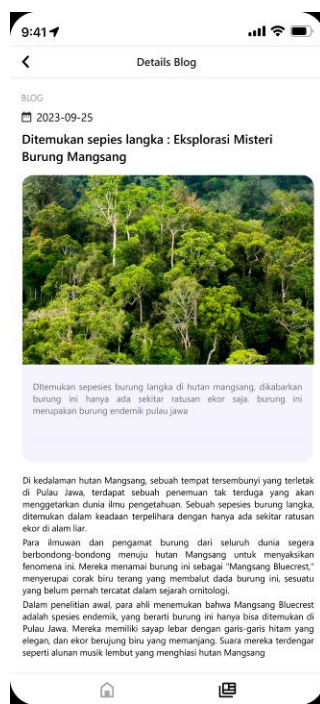 9:41
Details Blog
BLOG
2023-09-25
Ditemukan sepies langka : Eksplorasi Misteri
Burung Mangsang
DItemukan sepesies burung langka di hutan mangsang, dikabarkan
burung ini hanya ada sekitar ratusan ekor saja. burung ini
merupakan burung endemik pulau jawa
Di kedalaman hutan Mangsang, sebuah tempat tersembunyi yang terletak
di Pulau Jawa, terdapat sebuah penemuan tak terduga yang akan
menggetarkan dunia ilmu pengetahuan. Sebuah sepesies burung langka,
ditemukan dalam keadaan terpelihara dengan hanya ada sekitar ratusan
ekor di alam liar.
Para ilmuwan dan pengamat burung dari seluruh dunia segera
berbondong-bondong menuju hutan Mangsang untuk menyaksikan
fenomena ini. Mereka menamai burung ini sebagai "Mangsang Bluecrest,"
menyerupai corak biru terang yang membalut dada burung ini, sesuatu
yang belum pernah tercatat dalam sejarah ornitologi.
Dalam penelitian awal, para ahli menemukan bahwa Mangsang Bluecrest
adalah spesies endemik, yang berarti burung ini hanya bisa ditemukan di
Pulau Jawa. Mereka memiliki sayap lebar dengan garis-garis hitam yang
elegan, dan ekor berujung biru yang memanjang. Suara mereka terdengar
seperti alunan musik lembut yang menghiasi hutan Mangsang